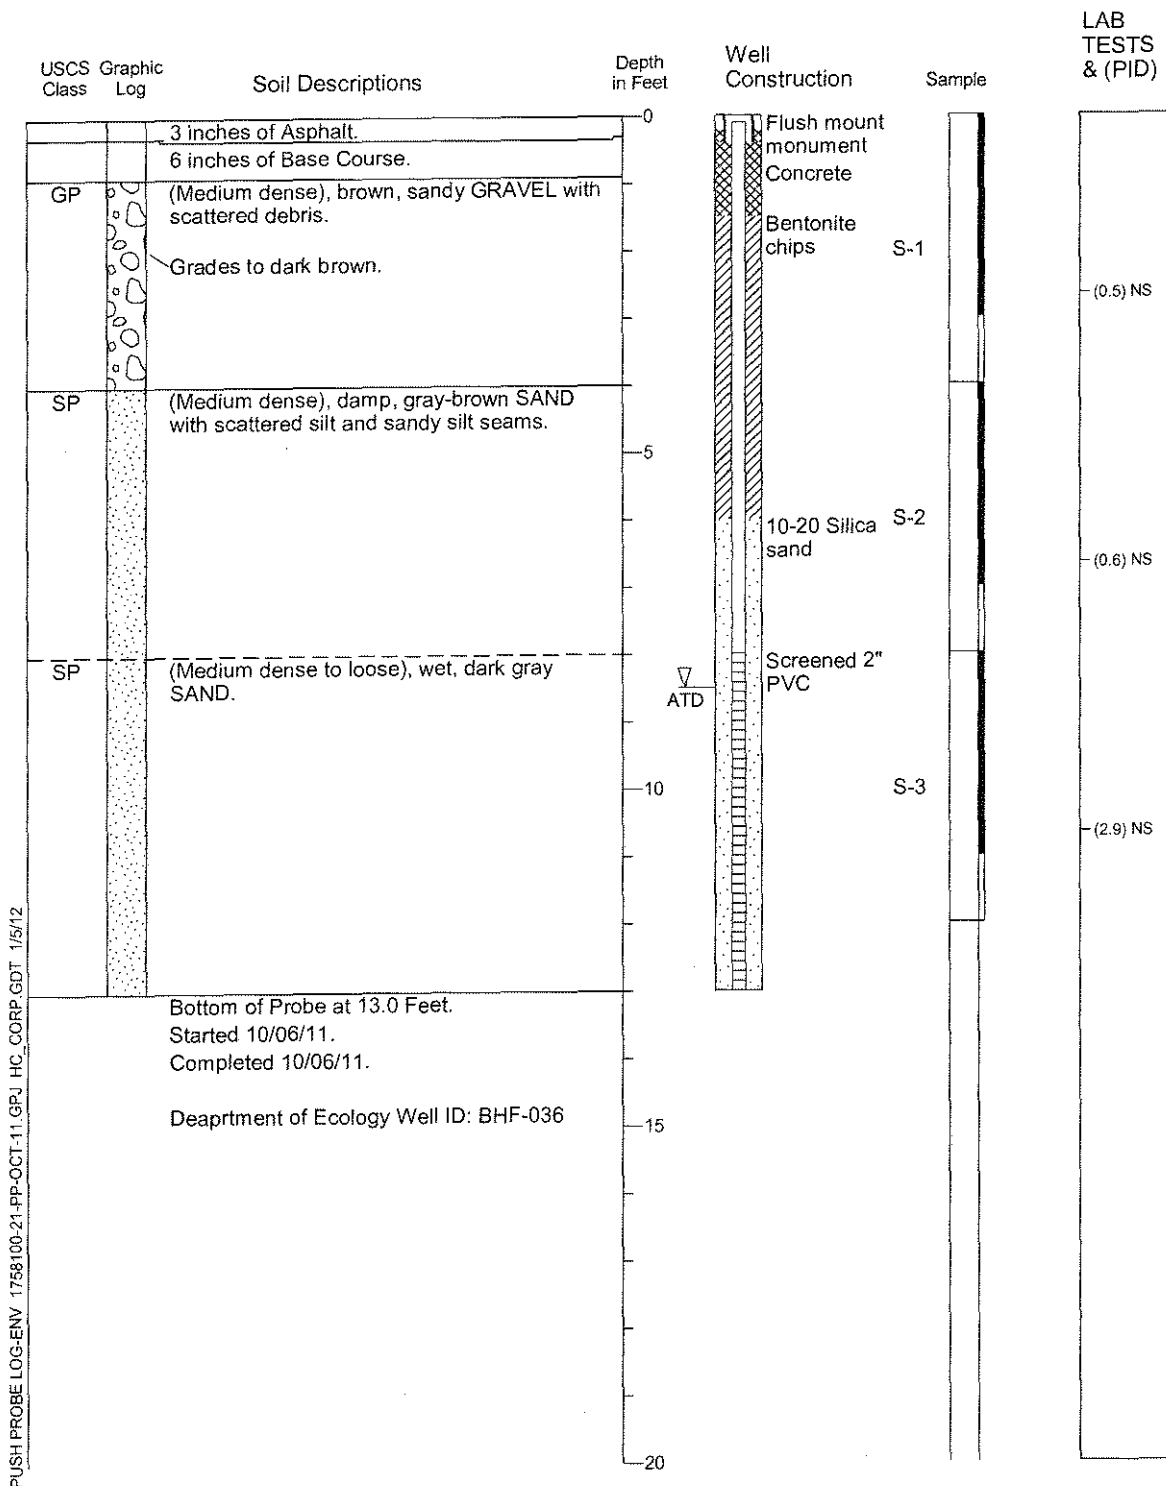 USCS Class
Graphic Log
Soil Descriptions
Depth in Feet
Well Construction
Sample
LAB TESTS & (PID)
3 inches of Asphalt.
6 inches of Base Course.
GP
(Medium dense), brown, sandy GRAVEL with
scattered debris.
Grades to dark brown.
SP
(Medium dense), damp, gray-brown SAND
with scattered silt and sandy silt seams.
SP
(Medium dense to loose), wet, dark gray
SAND.
Bottom of Probe at 13.0 Feet.
Started 10/06/11.
Completed 10/06/11.
Deaprtment of Ecology Well ID: BHF-036
0
5
10
15
20
ATD
Flush mount
monument
Concrete
Bentonite
chips
10-20 Silica
sand
Screened 2"
PVC
S-1
S-2
S-3
(0.5) NS
(0.6) NS
(2.9) NS
PUSH PROBE LOG-ENV 1758100-21-PP-OCT-11.GPJ HC_CORP.GDT 1/5/12